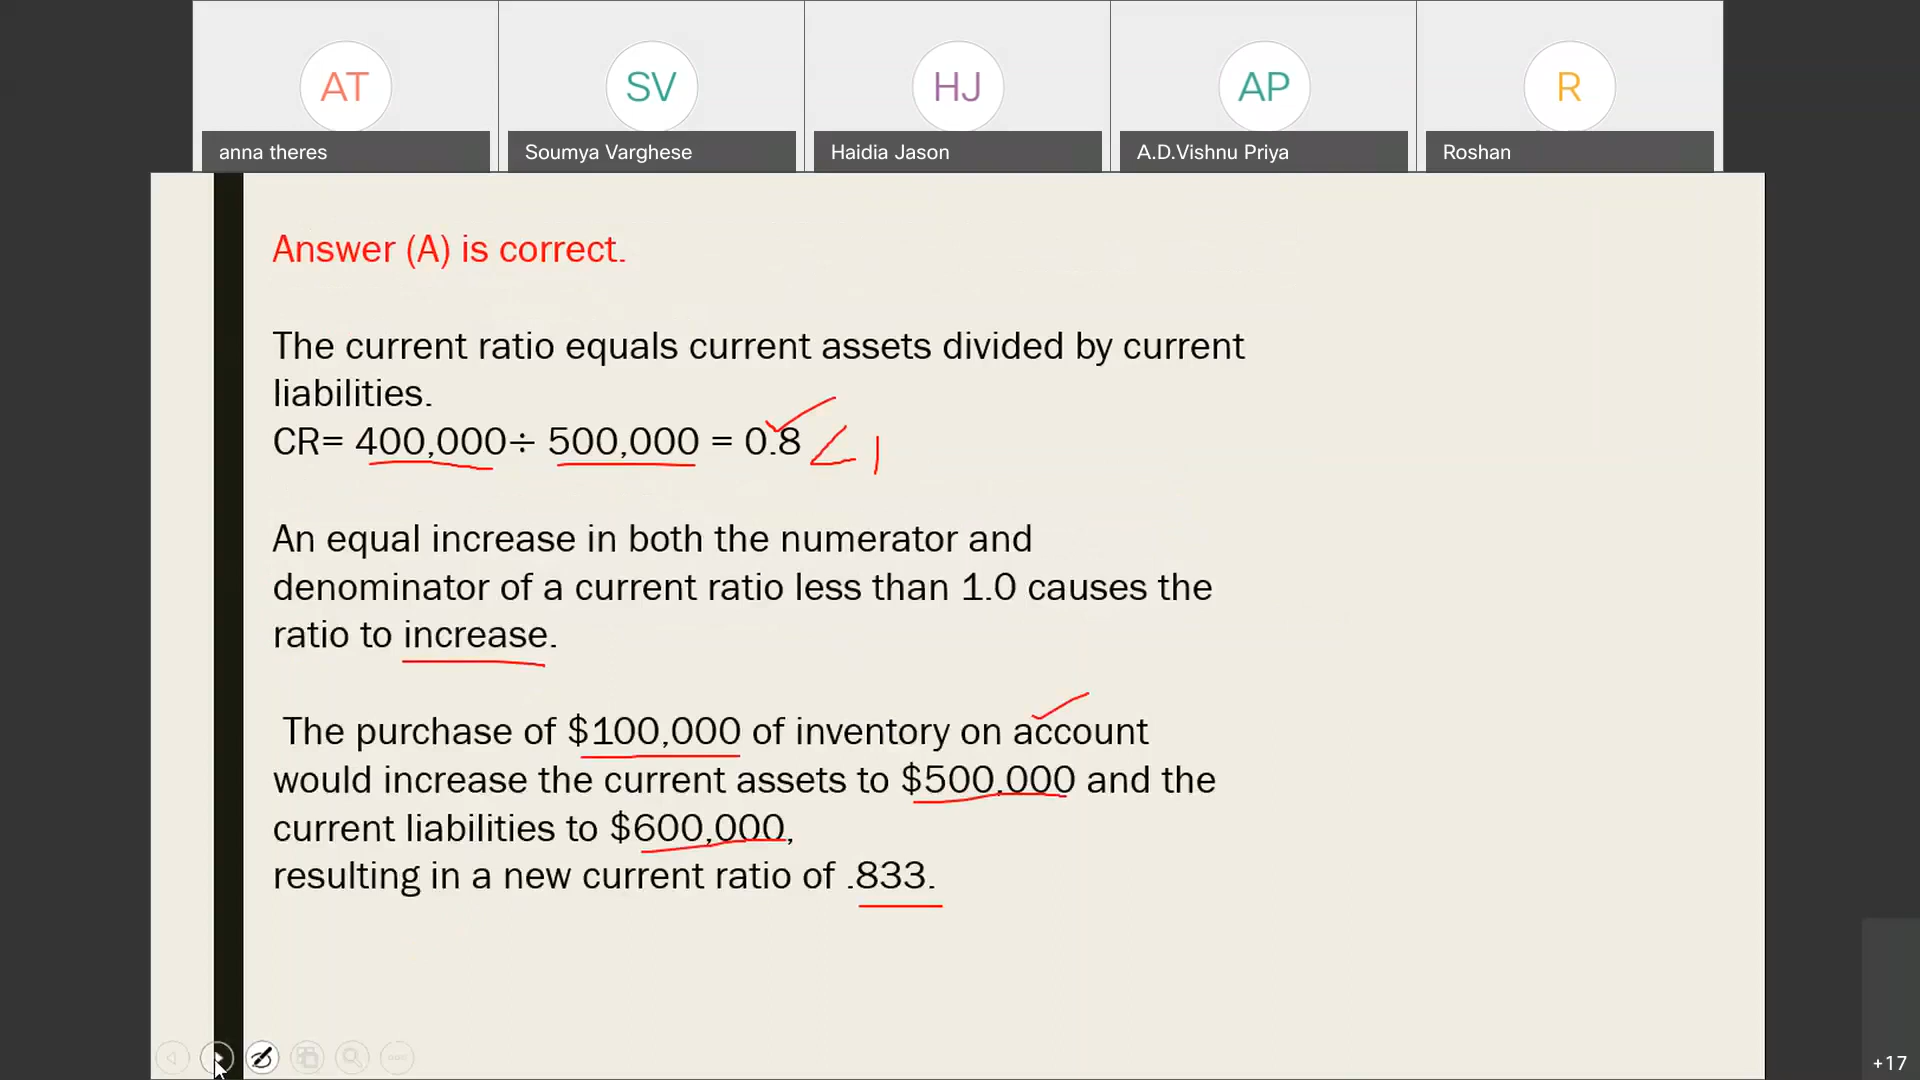 AT
SV
HJ
AP
R
anna theres
Soumya Varghese
Haidia Jason
A.D.Vishnu Priya
Roshan
Answer (A) is correct.
The current ratio equals current assets divided by current
liabilities.
CR= 400,000÷ 500,000 = 0.8 < 1
An equal increase in both the numerator and
denominator of a current ratio less than 1.0 causes the
ratio to increase.
The purchase of $100,000 of inventory on account
would increase the current assets to $500,000 and the
current liabilities to $600,000,
resulting in a new current ratio of .833.
+17